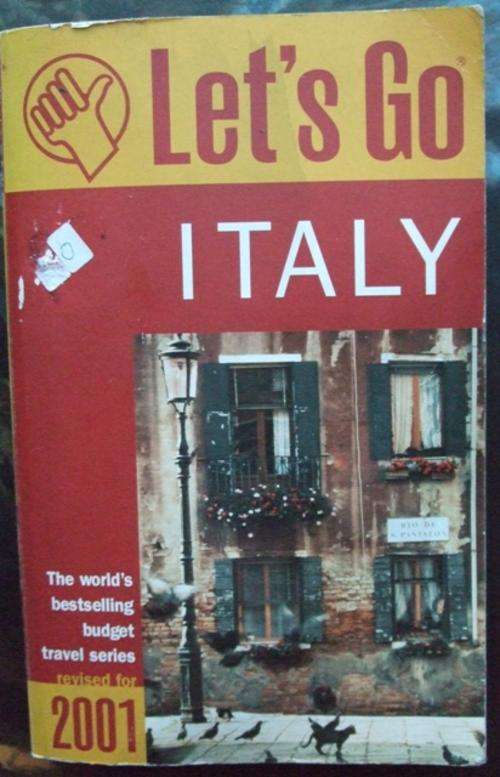 Let's Go®
ITALY
RIO DE
S. PANTALON
The world's
bestselling
budget
travel series
revised for
2001